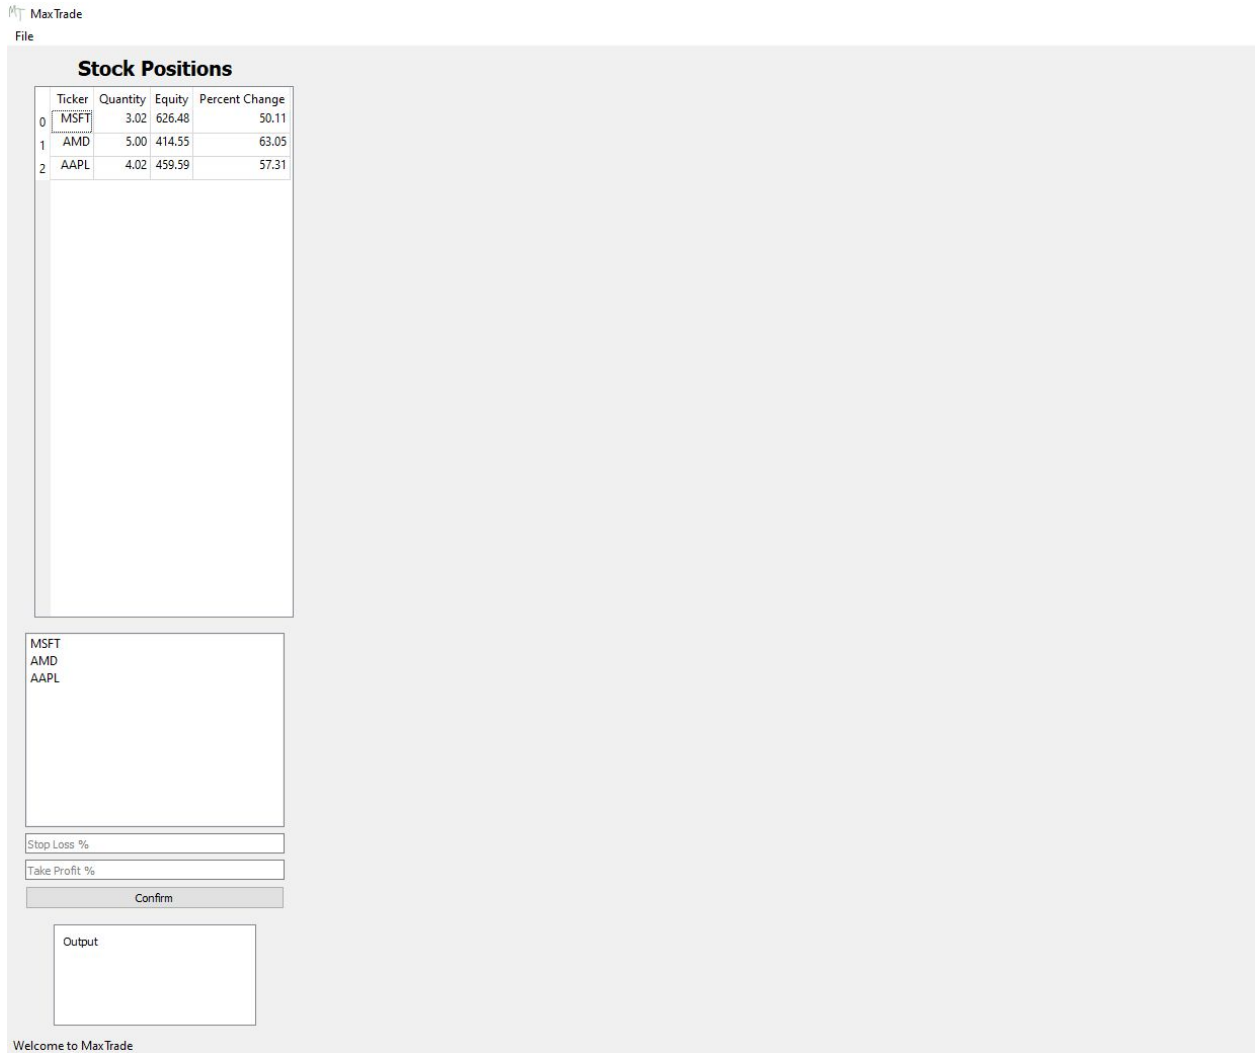 MT MaxTrade
File
Stock Positions
Ticker Quantity Equity Percent Change
0 MSFT 3.02 626.48 50.11
1 AMD 5.00 414.55 63.05
2 AAPL 4.02 459.59 57.31
MSFT
AMD
AAPL
Stop Loss %
Take Profit %
Confirm
Output
Welcome to MaxTrade